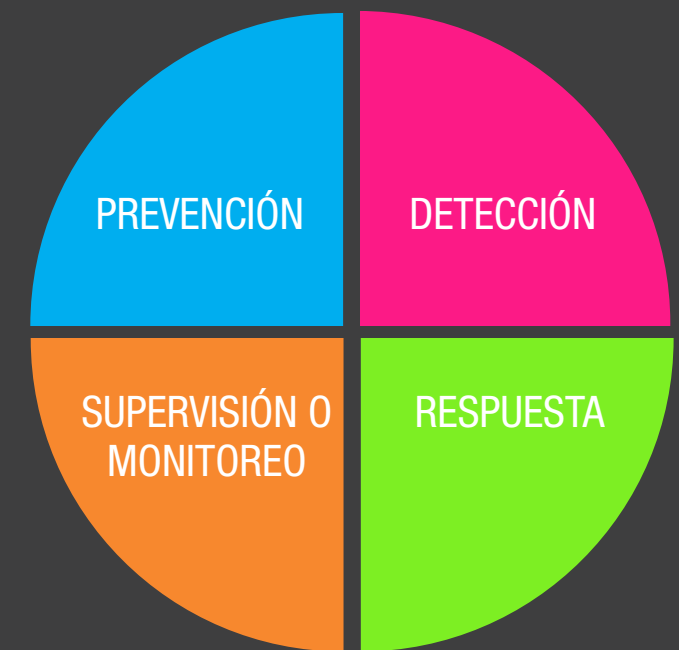 PREVENCIÓN
DETECCIÓN
SUPERVISIÓN O
MONITOREO
RESPUESTA